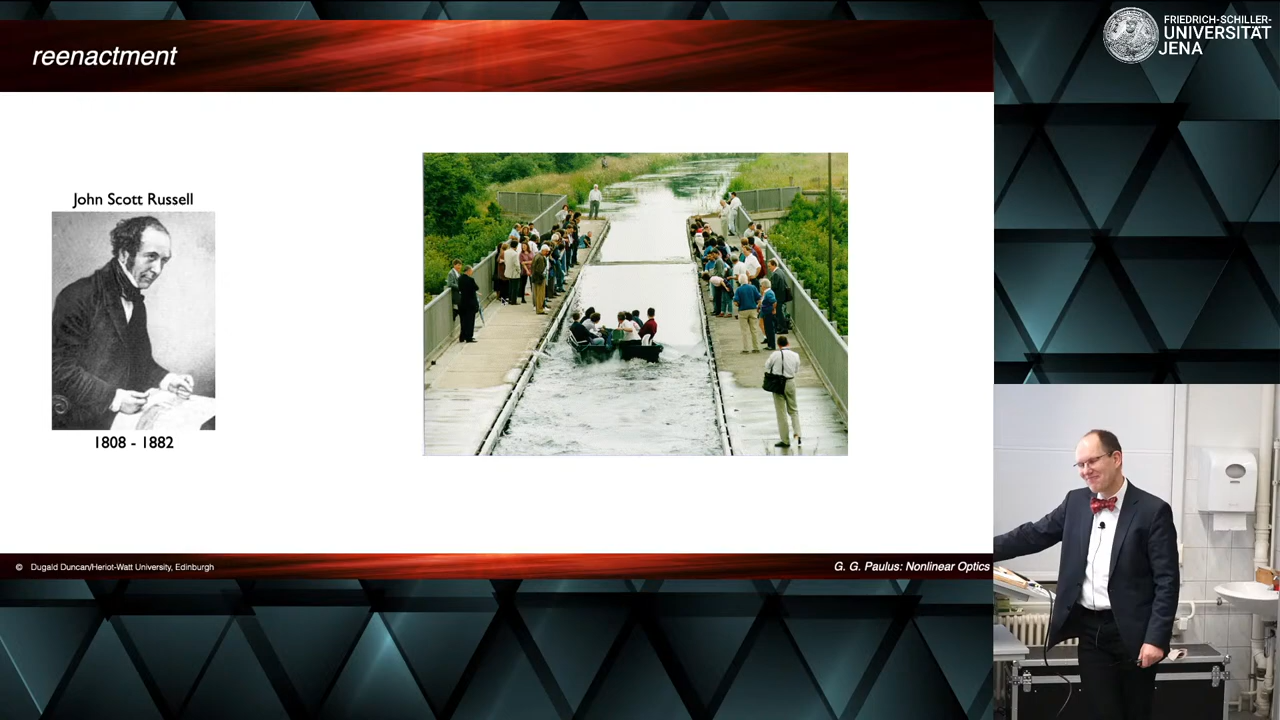 reenactment
FRIEDRICH-SCHILLER-
UNIVERSITÄT
JENA
John Scott Russell
1808 - 1882
© Dugald Duncan/Heriot-Watt University, Edinburgh
G. G. Paulus: Nonlinear Optics